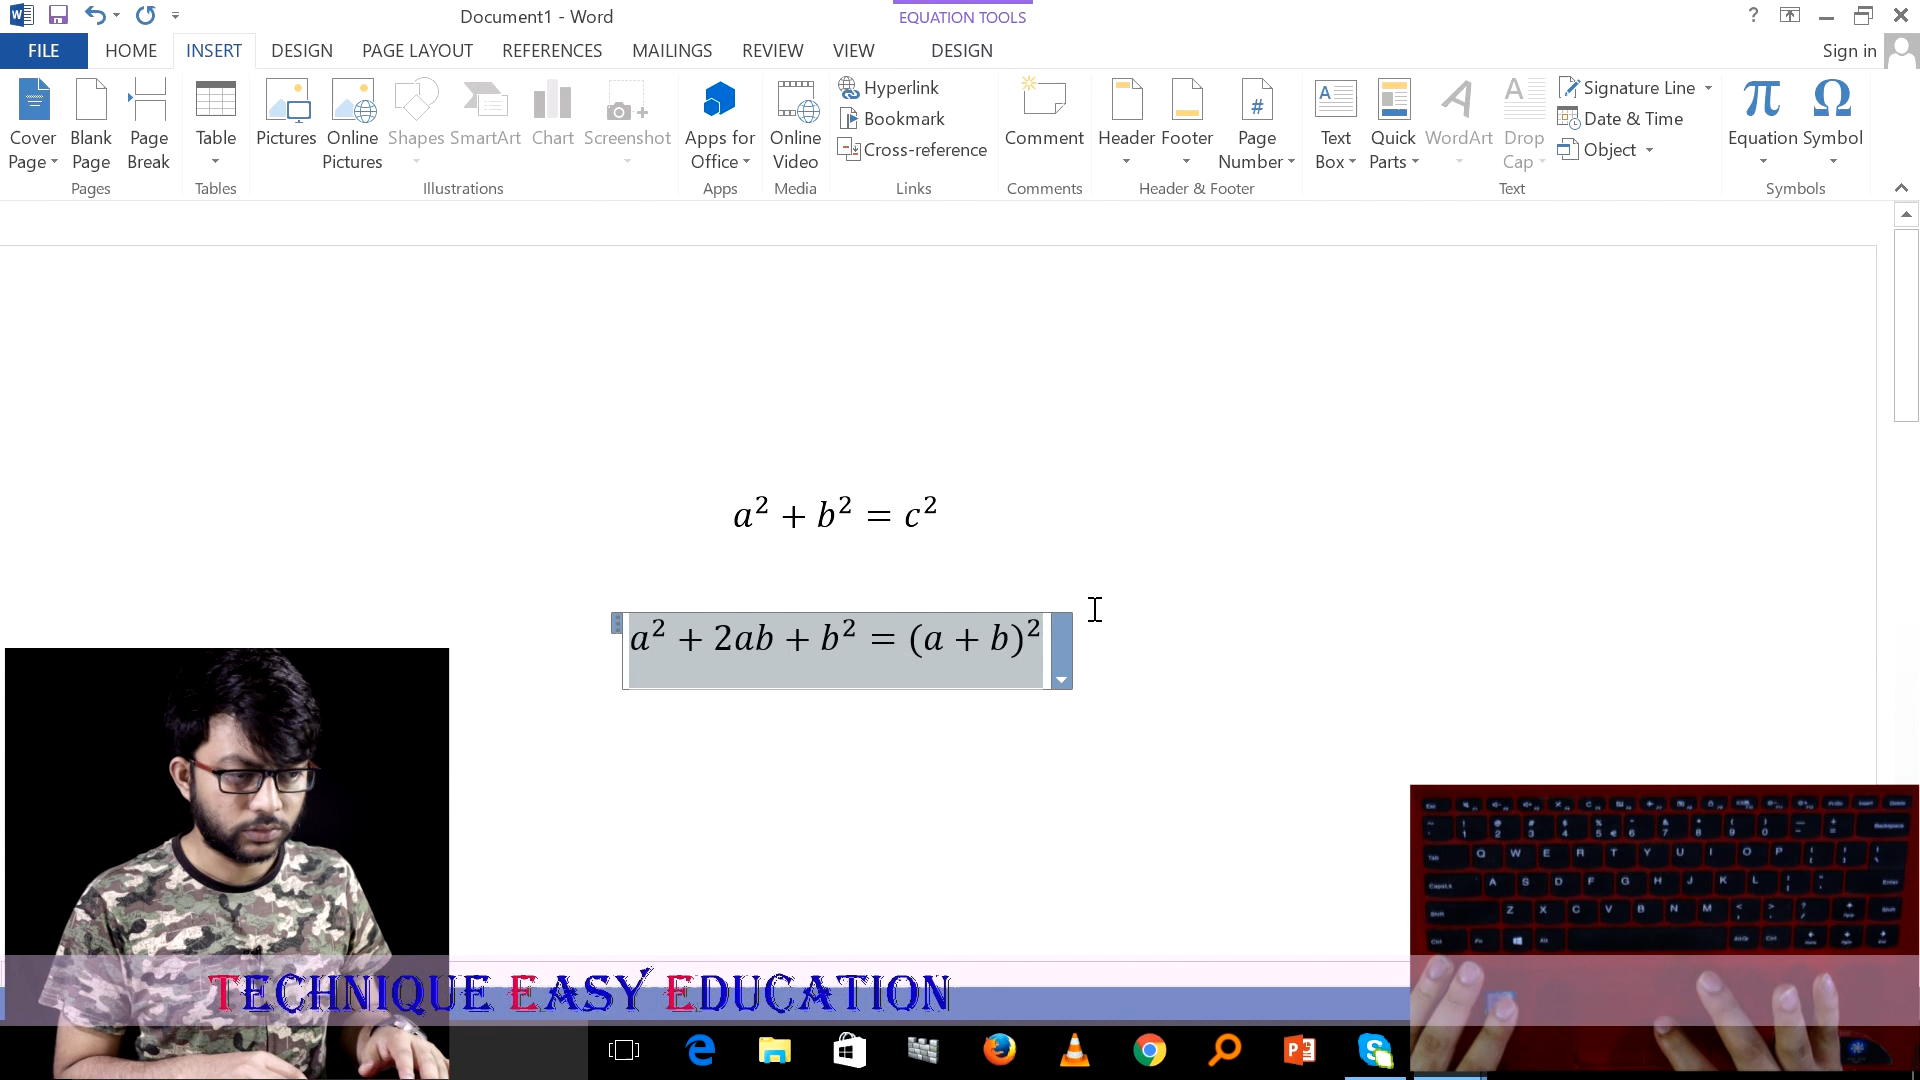 Document1 - Word
EQUATION TOOLS
?
FILE HOME INSERT DESIGN PAGE LAYOUT REFERENCES MAILINGS REVIEW VIEW DESIGN Sign in
Cover Page
Blank Page
Page Break
Table
Pictures
Online Pictures
Shapes
SmartArt
Chart
Screenshot
Apps for Office
Online Video
Hyperlink
Bookmark
Cross-reference
Comment
Header
Footer
Page Number
Text Box
Quick Parts
WordArt
Drop Cap
Signature Line
Date & Time
Object
Equation
Symbol
Pages Tables Illustrations Apps Media Links Comments Header & Footer Text Symbols
a² + b² = c²
a² + 2ab + b² = (a + b)²
Q W E R T Y U I O P
A S D F G H J K L
Z X C V B N M
TECHNIQUE EASY EDUCATION